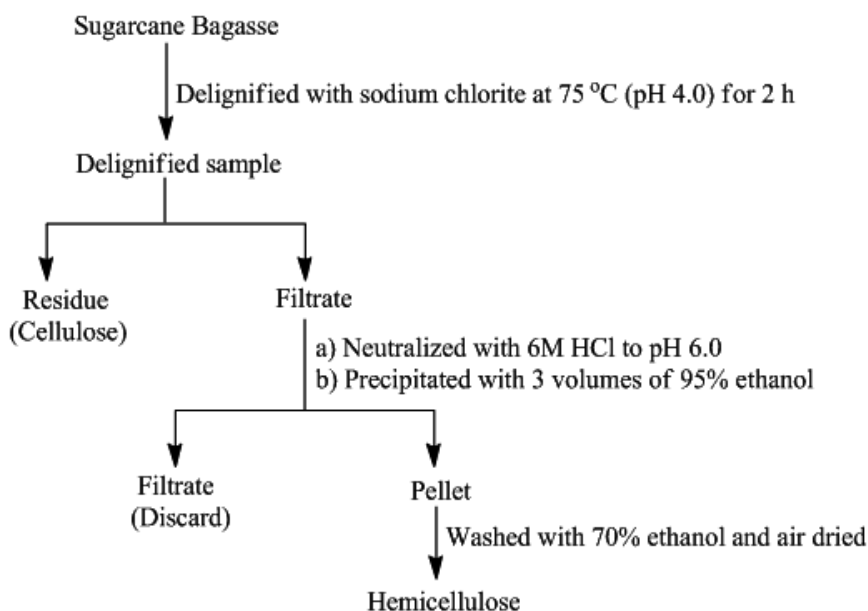 Sugarcane Bagasse
Delignified with sodium chlorite at 75 °C (pH 4.0) for 2 h
Delignified sample
Residue
(Cellulose)
Filtrate
a) Neutralized with 6M HCl to pH 6.0
b) Precipitated with 3 volumes of 95% ethanol
Filtrate
(Discard)
Pellet
Washed with 70% ethanol and air dried
Hemicellulose